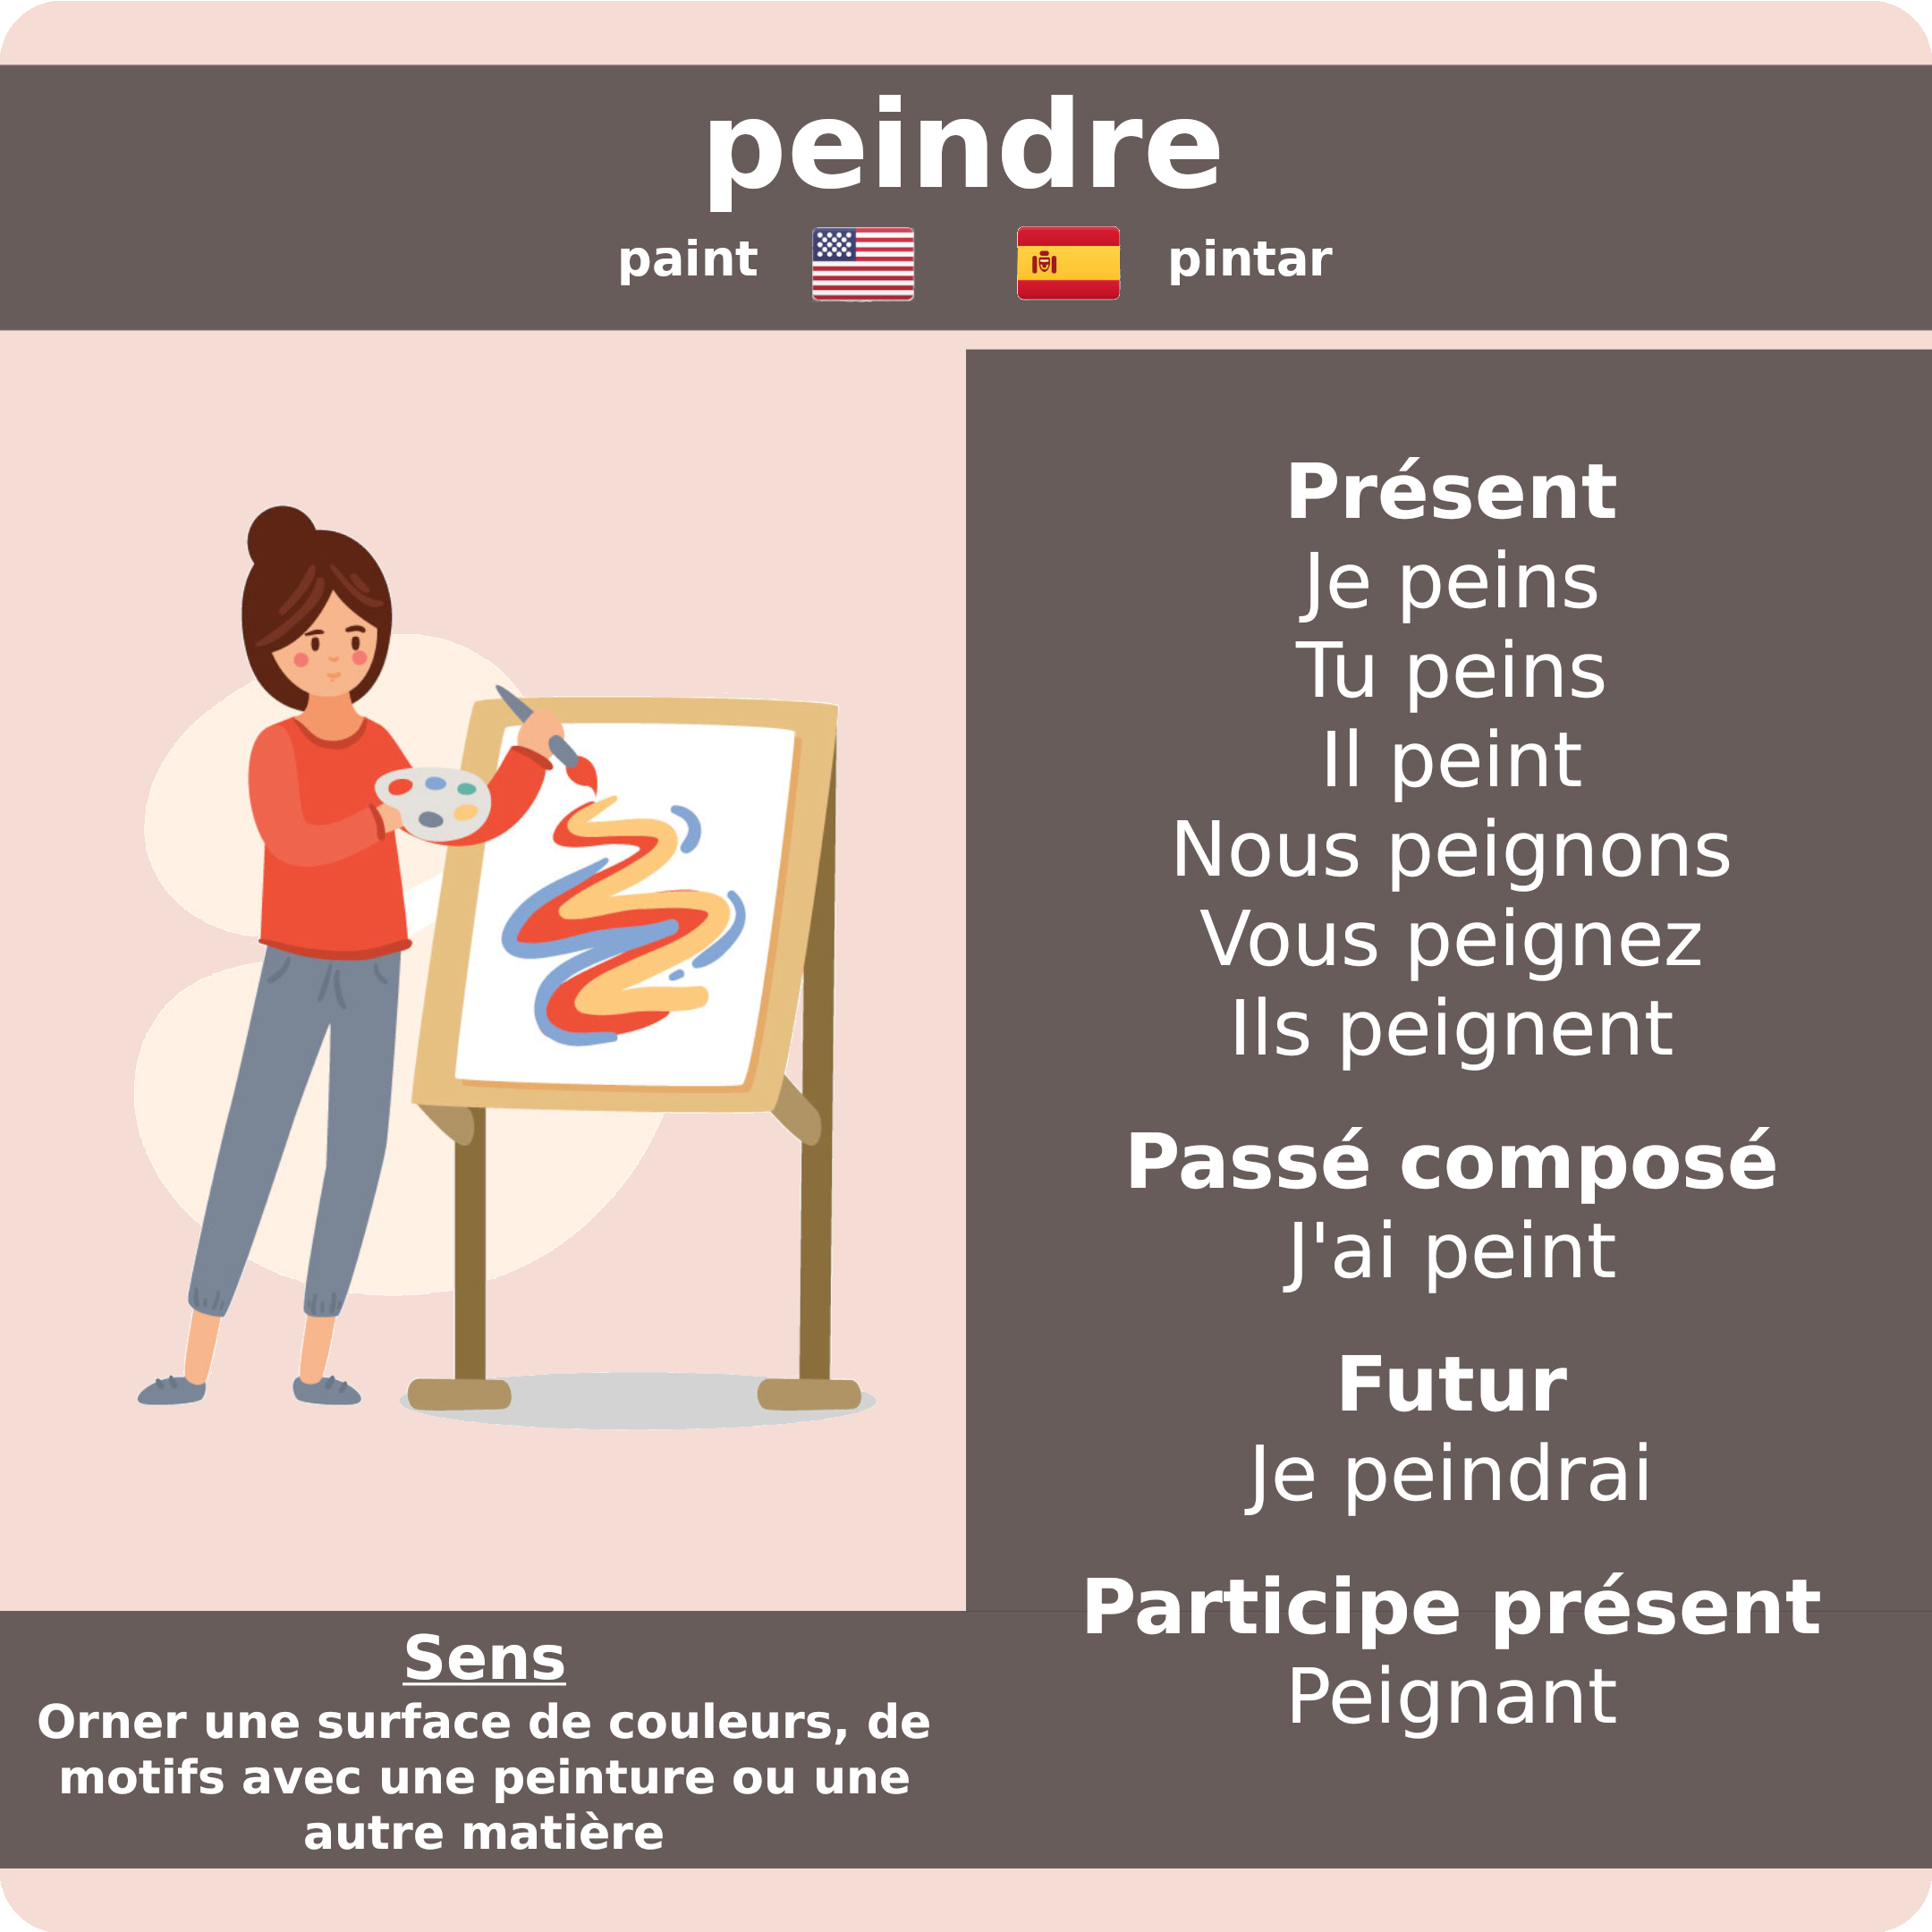 peindre
paint
pintar
Présent
Je peins
Tu peins
Il peint
Nous peignons
Vous peignez
Ils peignent
Passé composé
J'ai peint
Futur
Je peindrai
Participe présent
Peignant
Sens
Orner une surface de couleurs, de
motifs avec une peinture ou une
autre matière